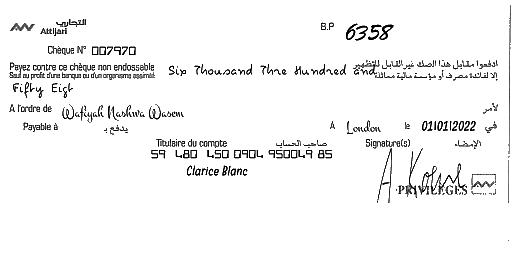 التجاري
Attijari
B.P 6358
Chèque N° 007970
Payez contre ce chèque non endossable
ادفعوا مقابل هذا الصك غير القابل للتظهير
Sauf au profit d'une banque ou d'un organisme assimilé
Six Thousand Thre Hundred and
إلا لفائدة مصرف أو مؤسسة مالية مماثلة
Fifty Eigt
A l'ordre de Wafiyah Nashwa Wasem
لأمر
Payable à
يدفع بـ
A London le 01/01/2022 في
Titulaire du compte صاحب الحساب
Signature(s) الإمضاء
59 480 450 0904 950049 85
Clarice Blanc
PRIVILEGES